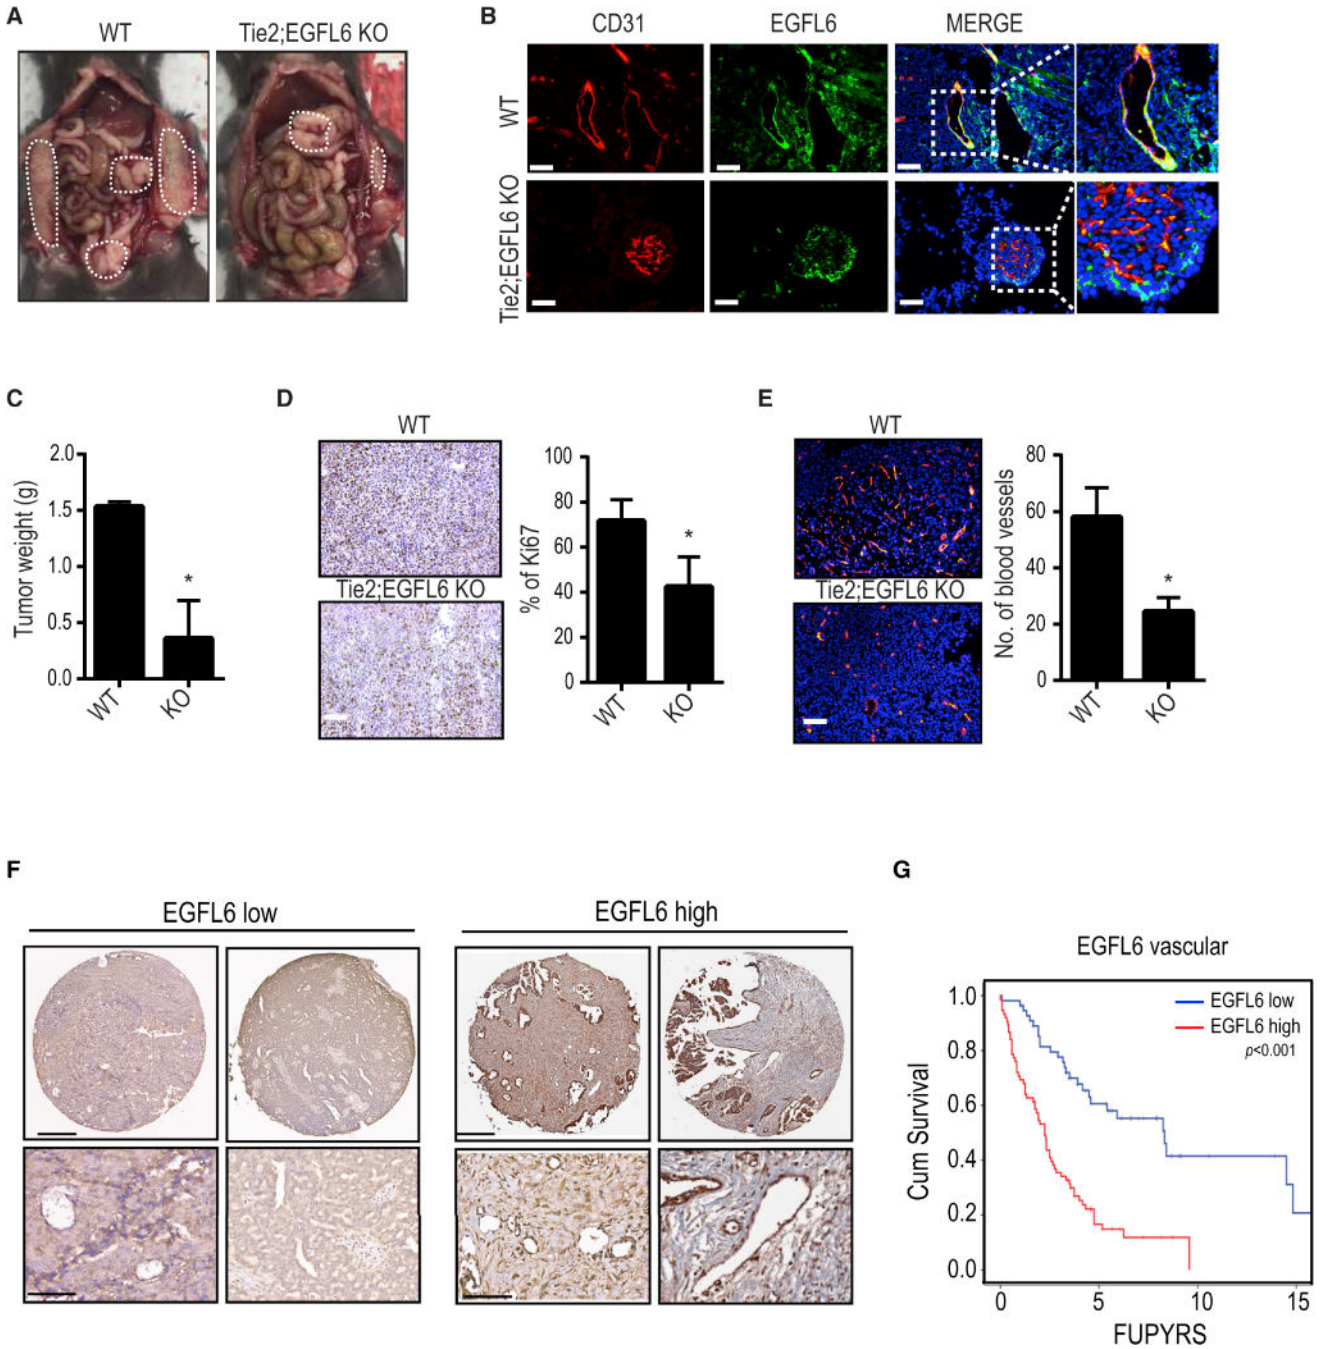 A
WT
Tie2;EGFL6 KO
B
CD31
EGFL6
MERGE
WT
Tie2;EGFL6 KO
C
Tumor weight (g)
2.0
1.5
1.0
0.5
0.0
*
WT
KO
D
WT
Tie2;EGFL6 KO
% of Ki67
100
80
60
40
20
0
*
WT
KO
E
WT
Tie2;EGFL6 KO
No. of blood vessels
80
60
40
20
0
*
WT
KO
F
EGFL6 low
EGFL6 high
G
EGFL6 vascular
Cum Survival
1.0
0.8
0.6
0.4
0.2
0.0
EGFL6 low
EGFL6 high
p<0.001
0 5 10 15
FUPYRS